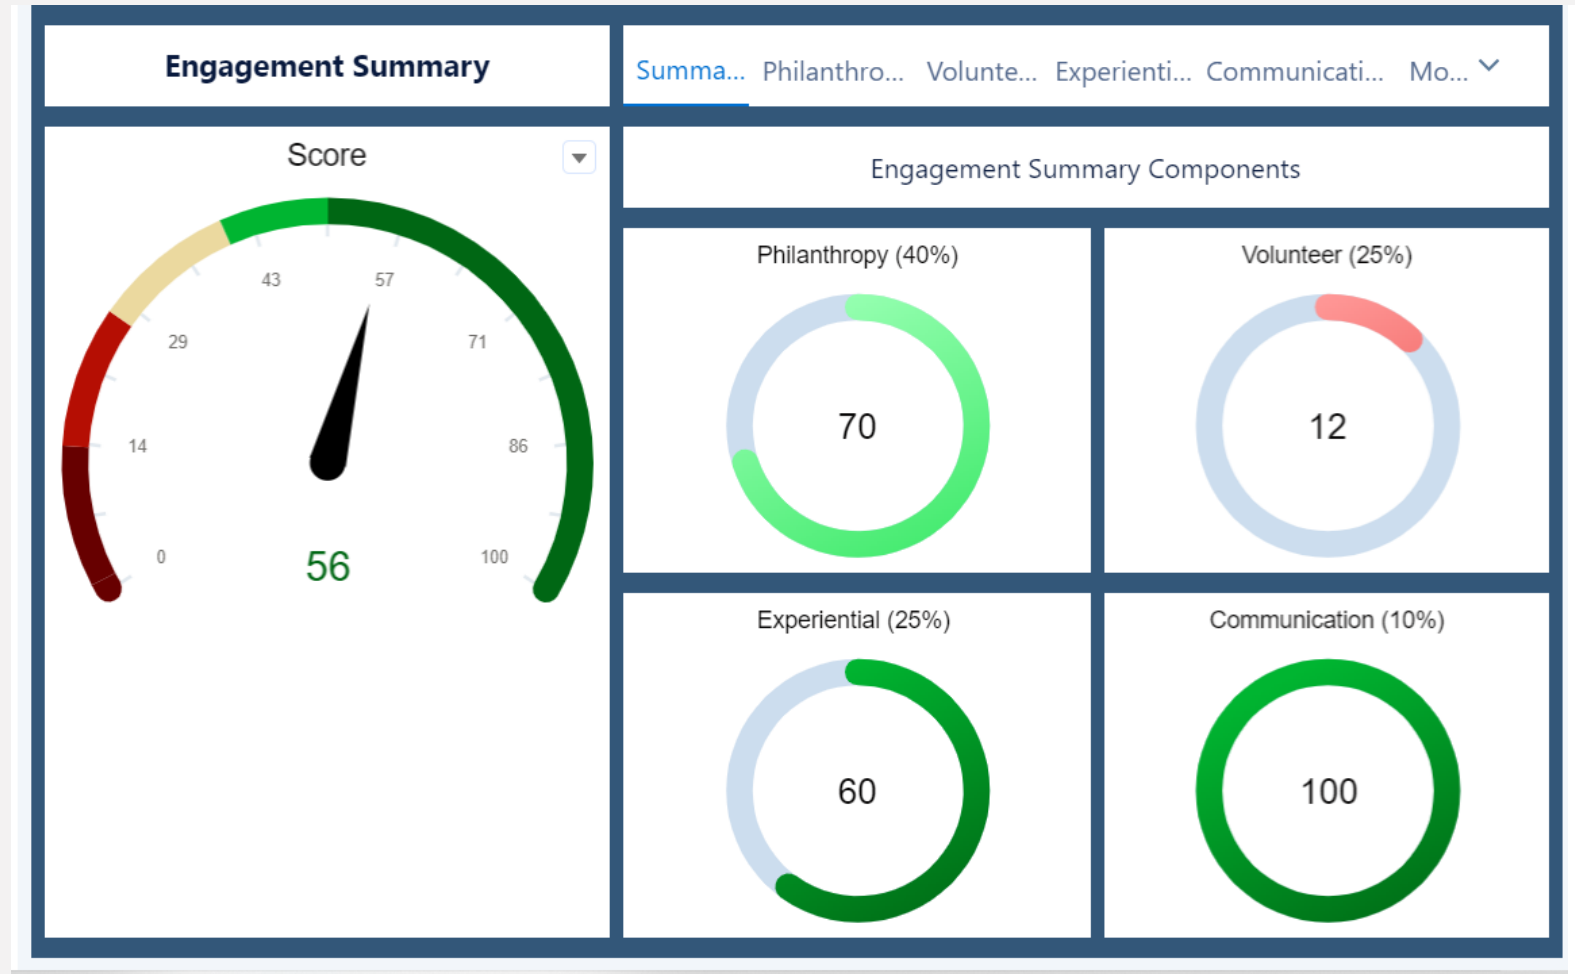 Engagement Summary
Summa... Philanthro... Volunte... Experienti... Communicati... Mo...
Score
Engagement Summary Components
0
14
29
43
57
71
86
100
56
Philanthropy (40%)
70
Volunteer (25%)
12
Experiential (25%)
60
Communication (10%)
100